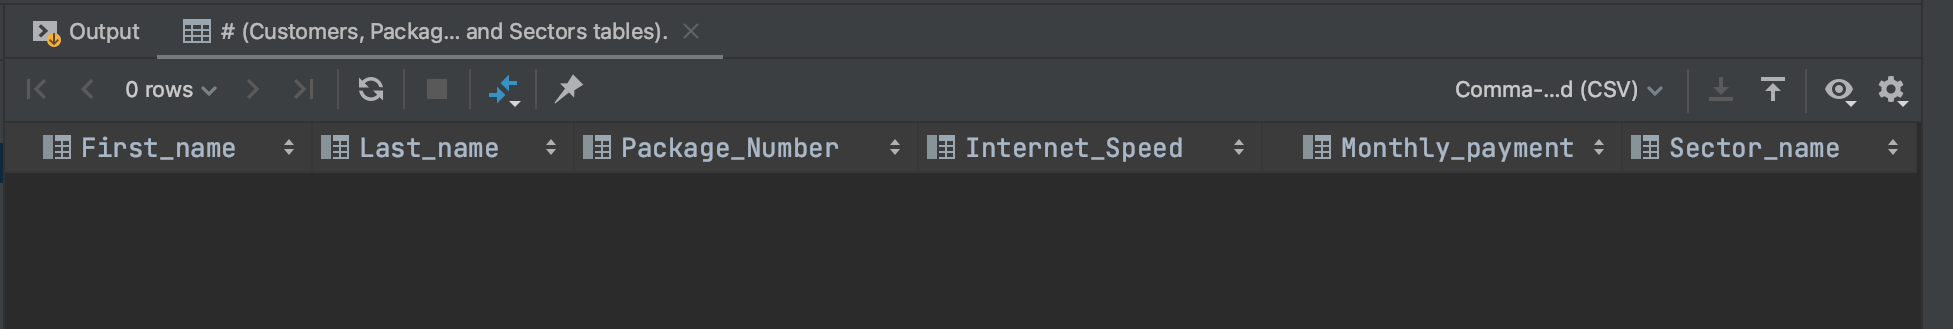 Output # (Customers, Packag... and Sectors tables).
0 rows Comma-...d (CSV)
First_name Last_name Package_Number Internet_Speed Monthly_payment Sector_name